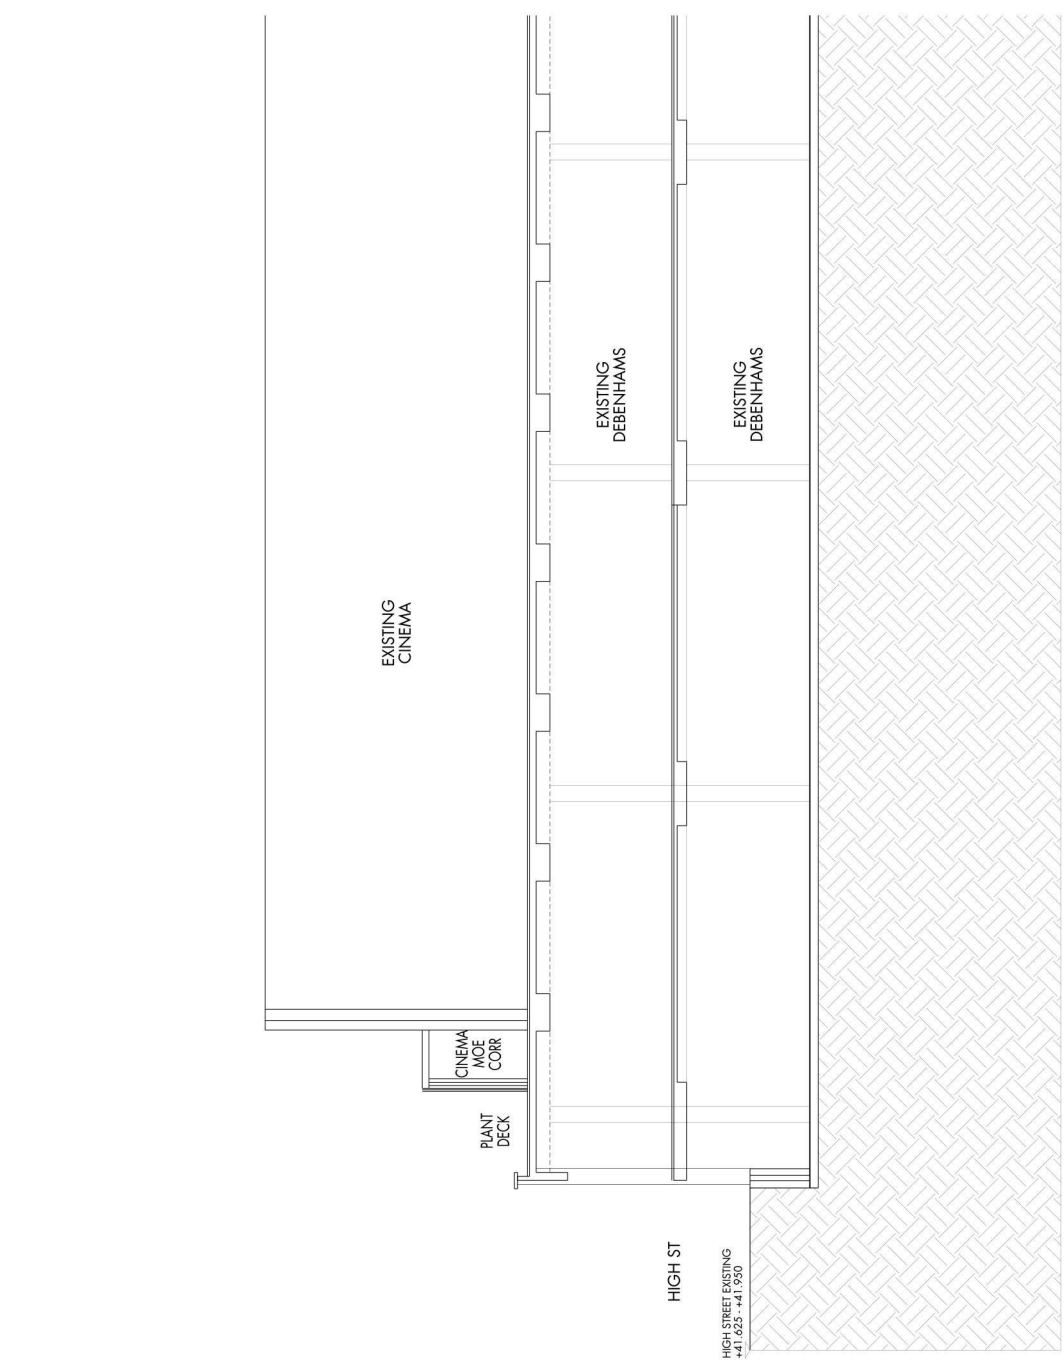 EXISTING
CINEMA
EXISTING
DEBENHAMS
EXISTING
DEBENHAMS
CINEMA
MOE
CORR
PLANT
DECK
HIGH ST
HIGH STREET EXISTING
+41.625 - +41.950